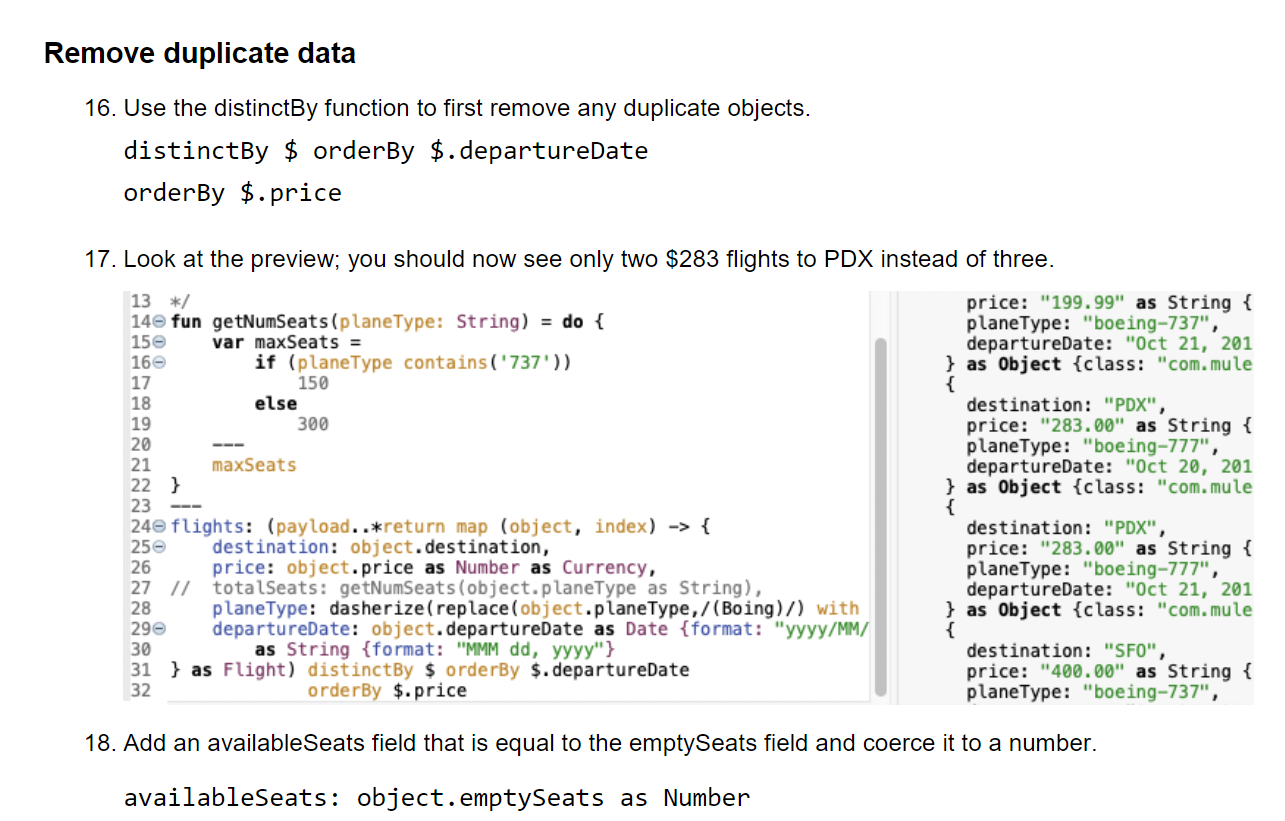 Remove duplicate data
16. Use the distinctBy function to first remove any duplicate objects.
distinctBy $ orderBy $.departureDate
orderBy $.price
17. Look at the preview; you should now see only two $283 flights to PDX instead of three.
13 */
14 fun getNumSeats(planeType: String) = do {
15 var maxSeats =
16 if (planeType contains('737'))
17 150
18 else
19 300
20 ---
21 maxSeats
22 }
23 ---
24 flights: (payload..*return map (object, index) -> {
25 destination: object.destination,
26 price: object.price as Number as Currency,
27 // totalSeats: getNumSeats(object.planeType as String),
28 planeType: dasherize(replace(object.planeType,/(Boing)/) with
29 departureDate: object.departureDate as Date {format: "yyyy/MM/
30 as String {format: "MMM dd, yyyy"}
31 } as Flight) distinctBy $ orderBy $.departureDate
32 orderBy $.price
price: "199.99" as String {
planeType: "boeing-737",
departureDate: "Oct 21, 201
} as Object {class: "com.mule
{
destination: "PDX",
price: "283.00" as String {
planeType: "boeing-777",
departureDate: "Oct 20, 201
} as Object {class: "com.mule
{
destination: "PDX",
price: "283.00" as String {
planeType: "boeing-777",
departureDate: "Oct 21, 201
} as Object {class: "com.mule
{
destination: "SFO",
price: "400.00" as String {
planeType: "boeing-737",
18. Add an availableSeats field that is equal to the emptySeats field and coerce it to a number.
availableSeats: object.emptySeats as Number